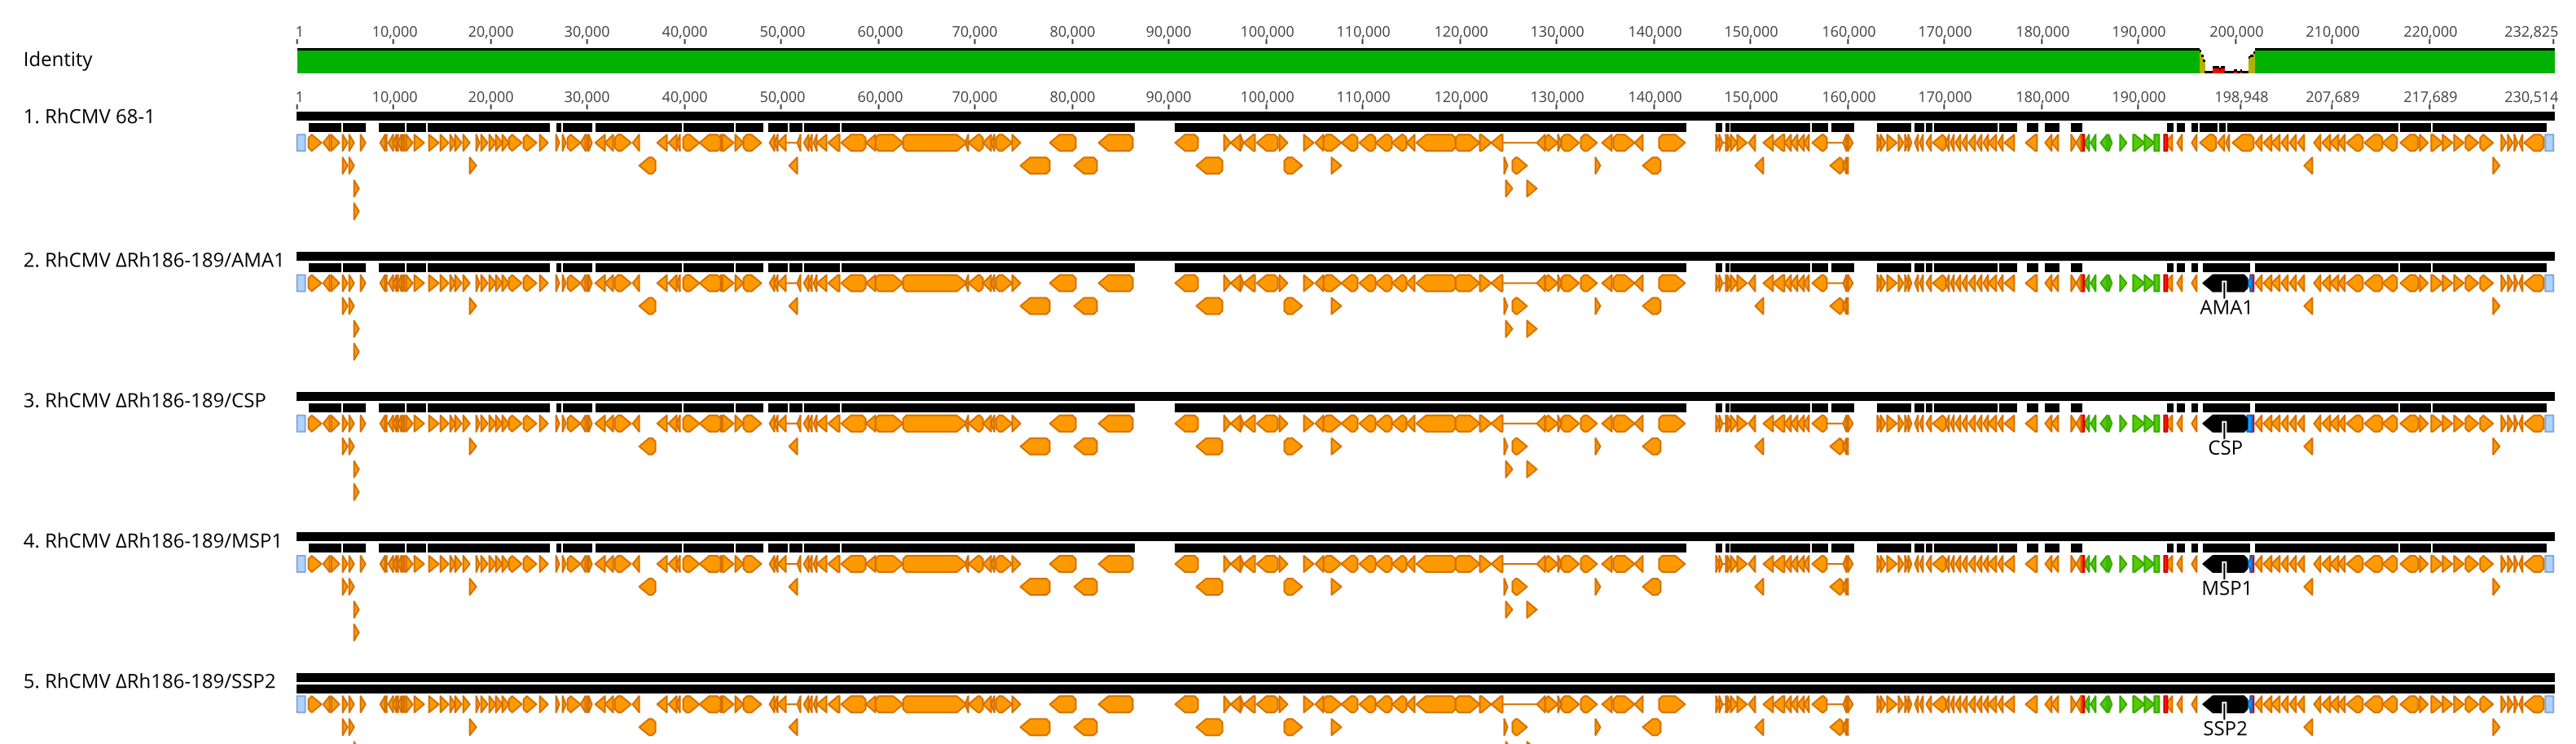 1 10,000 20,000 30,000 40,000 50,000 60,000 70,000 80,000 90,000 100,000 110,000 120,000 130,000 140,000 150,000 160,000 170,000 180,000 190,000 200,000 210,000 220,000 232,825
Identity
1 10,000 20,000 30,000 40,000 50,000 60,000 70,000 80,000 90,000 100,000 110,000 120,000 130,000 140,000 150,000 160,000 170,000 180,000 190,000 198,948 207,689 217,689 230,514
1. RhCMV 68-1
2. RhCMV ΔRh186-189/AMA1
AMA1
3. RhCMV ΔRh186-189/CSP
CSP
4. RhCMV ΔRh186-189/MSP1
MSP1
5. RhCMV ΔRh186-189/SSP2
SSP2